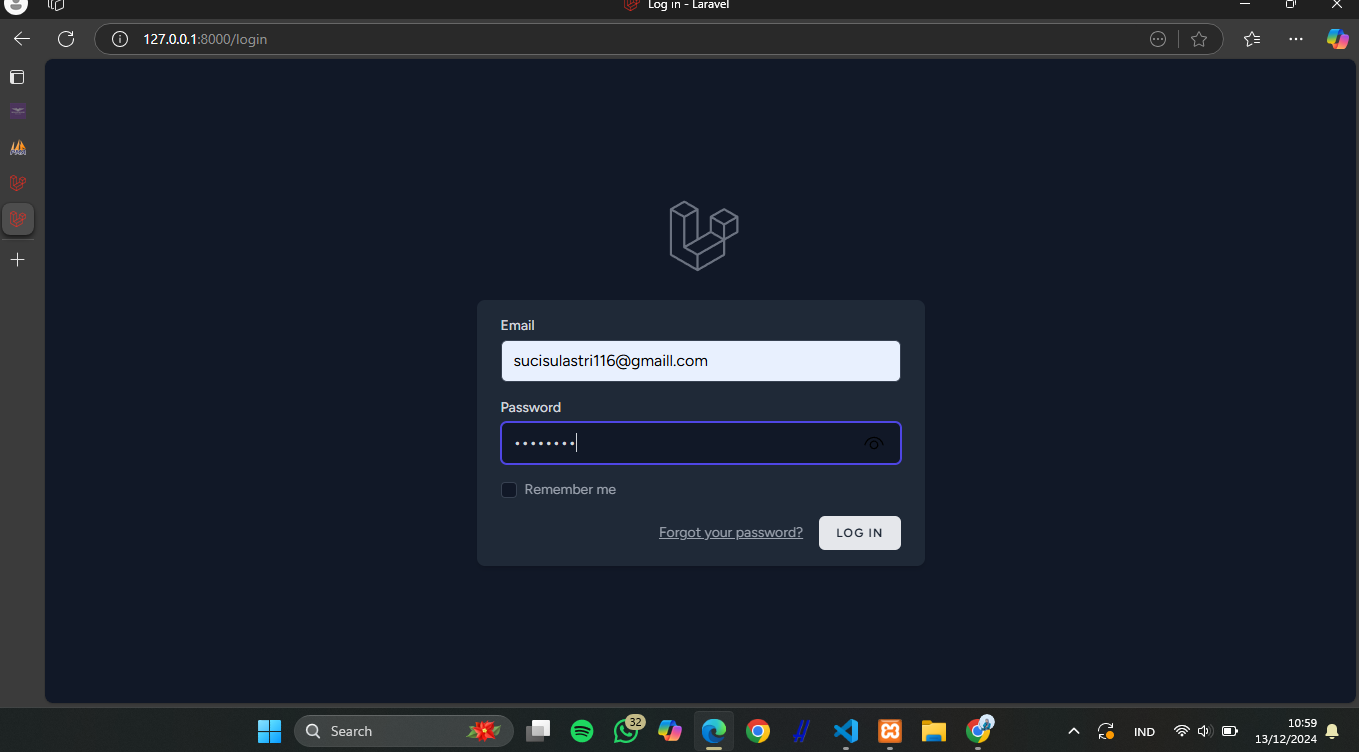 Log in - Laravel
127.0.0.1:8000/login
Email
sucisulastri116@gmaill.com
Password
Remember me
Forgot your password?
LOG IN
Search
32
IND
10:59
13/12/2024